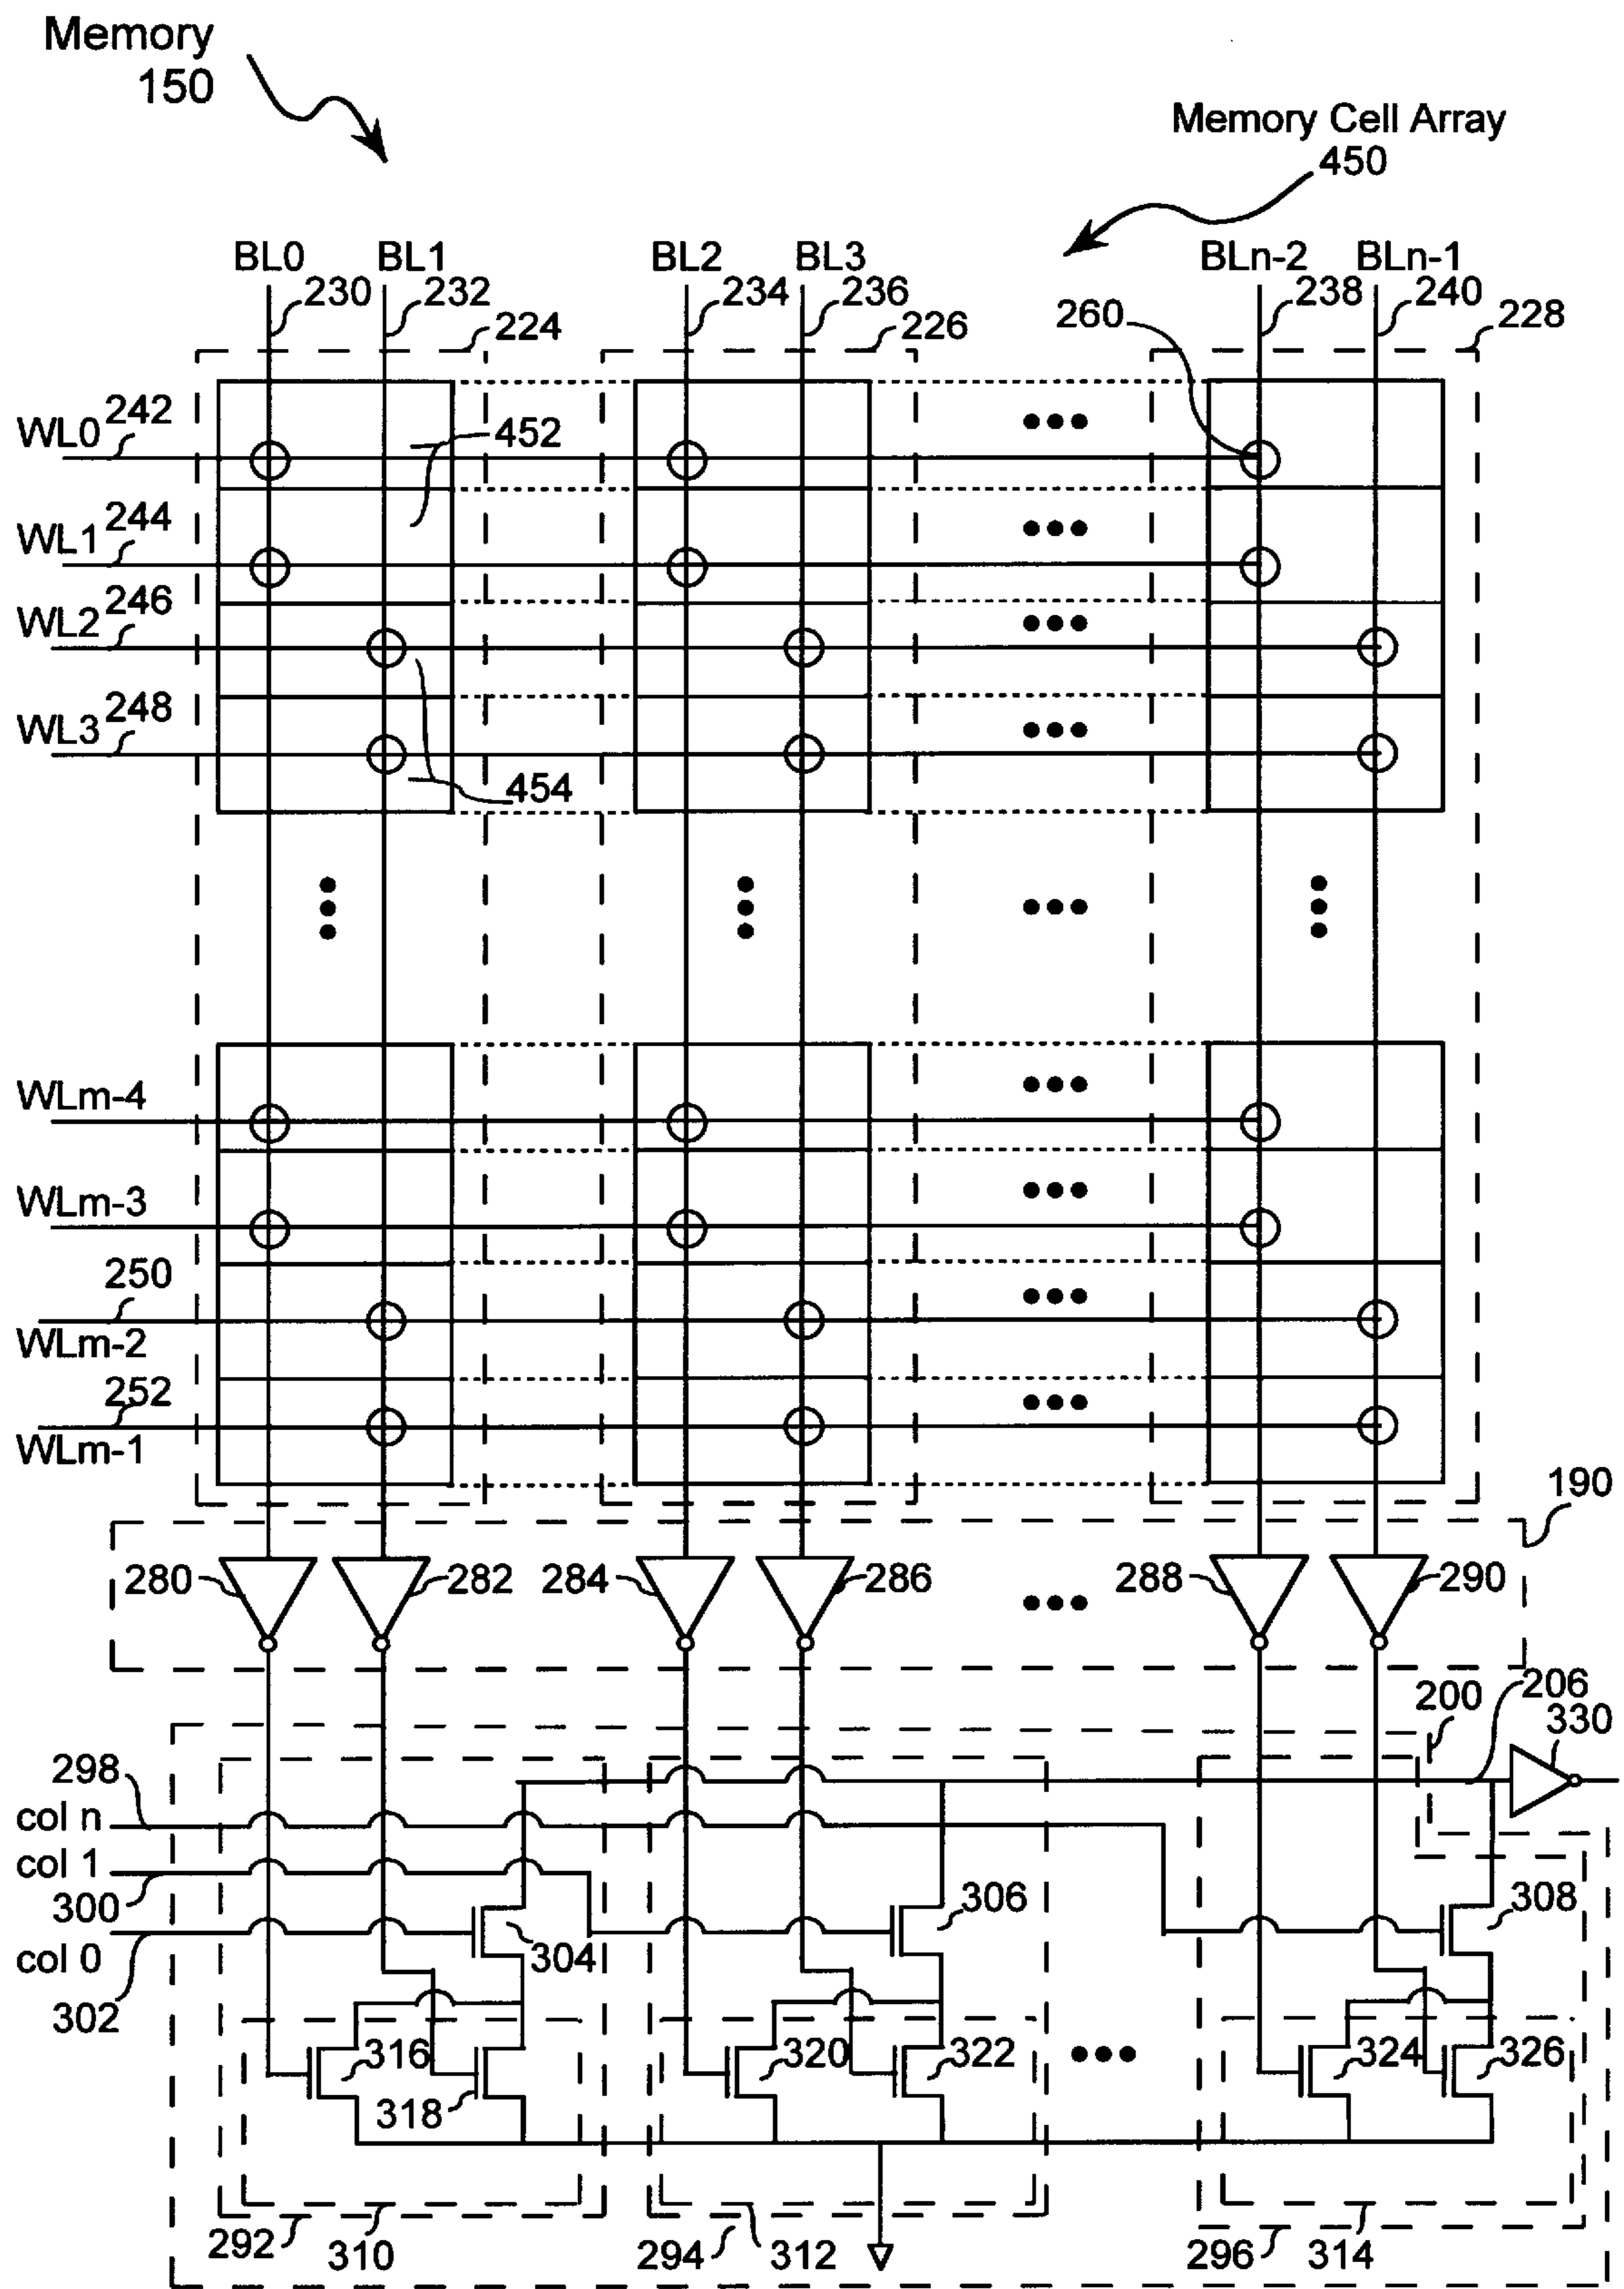 Memory
150
Memory Cell Array
450
BL0 BL1 BL2 BL3 BLn-2 BLn-1
230 232 234 236 238 240
224 226 260 228
WL0 242
452
WL1 244
WL2 246
WL3 248
454
WLm-4
WLm-3
250
WLm-2
252
WLm-1
190
280 282 284 286 288 290
200 206
330
298
col n
col 1
300
306 308
304
col 0
302
316 320 322 324 326
318
292 310 294 312 296 314